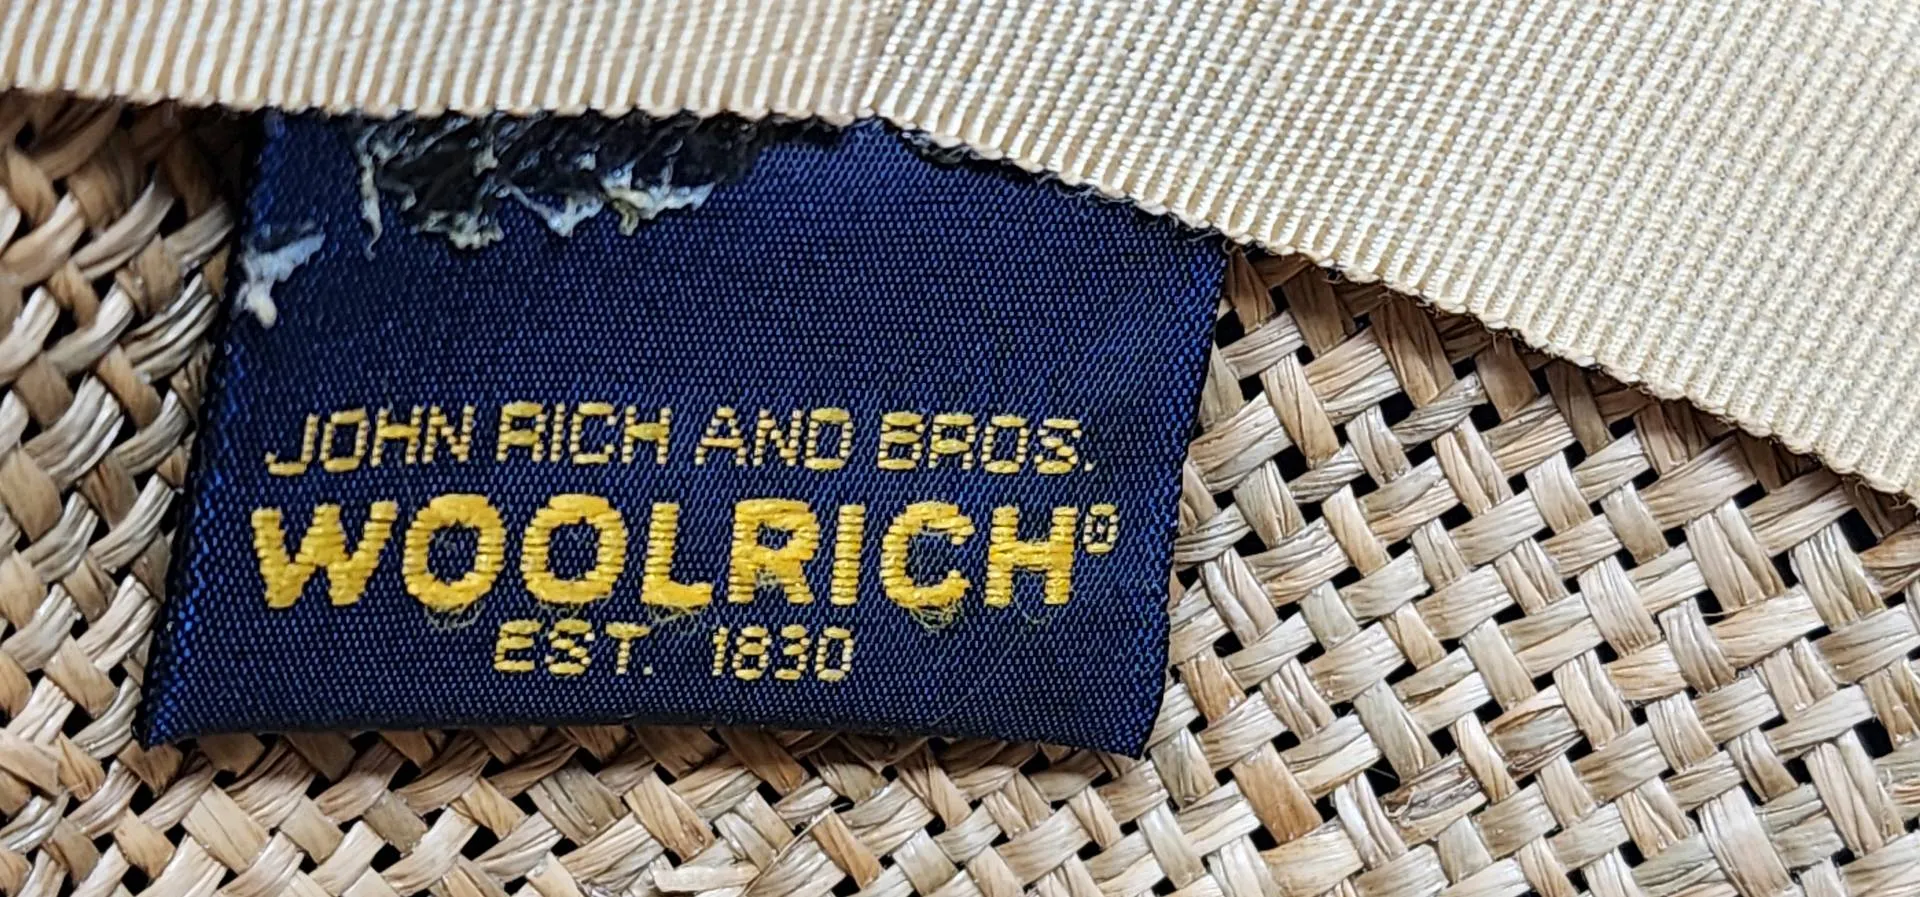 JOHN RICH AND BROS.
WOOLRICH®
EST. 1830